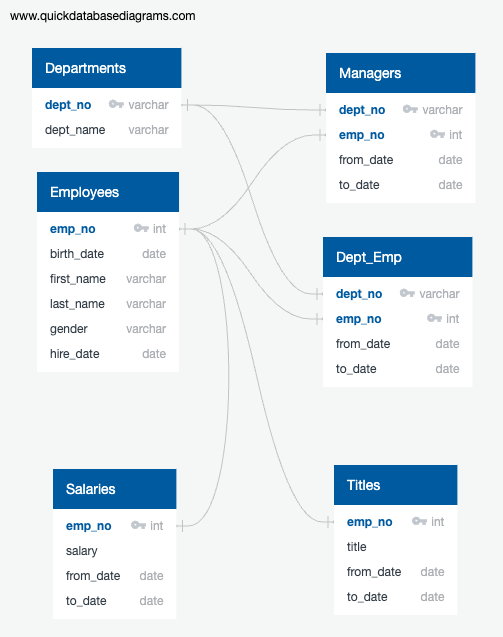 www.quickdatabasediagrams.com
Departments
dept_no varchar
dept_name varchar
Managers
dept_no varchar
emp_no int
from_date date
to_date date
Employees
emp_no int
birth_date date
first_name varchar
last_name varchar
gender varchar
hire_date date
Dept_Emp
dept_no varchar
emp_no int
from_date date
to_date date
Salaries
emp_no int
salary
from_date date
to_date date
Titles
emp_no int
title
from_date date
to_date date